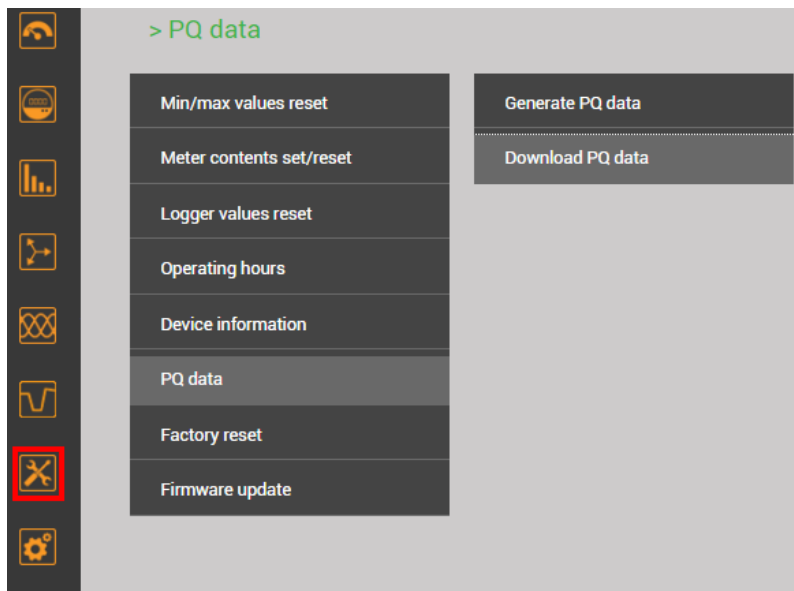 > PQ data
Min/max values reset
Meter contents set/reset
Logger values reset
Operating hours
Device information
PQ data
Factory reset
Firmware update
Generate PQ data
Download PQ data